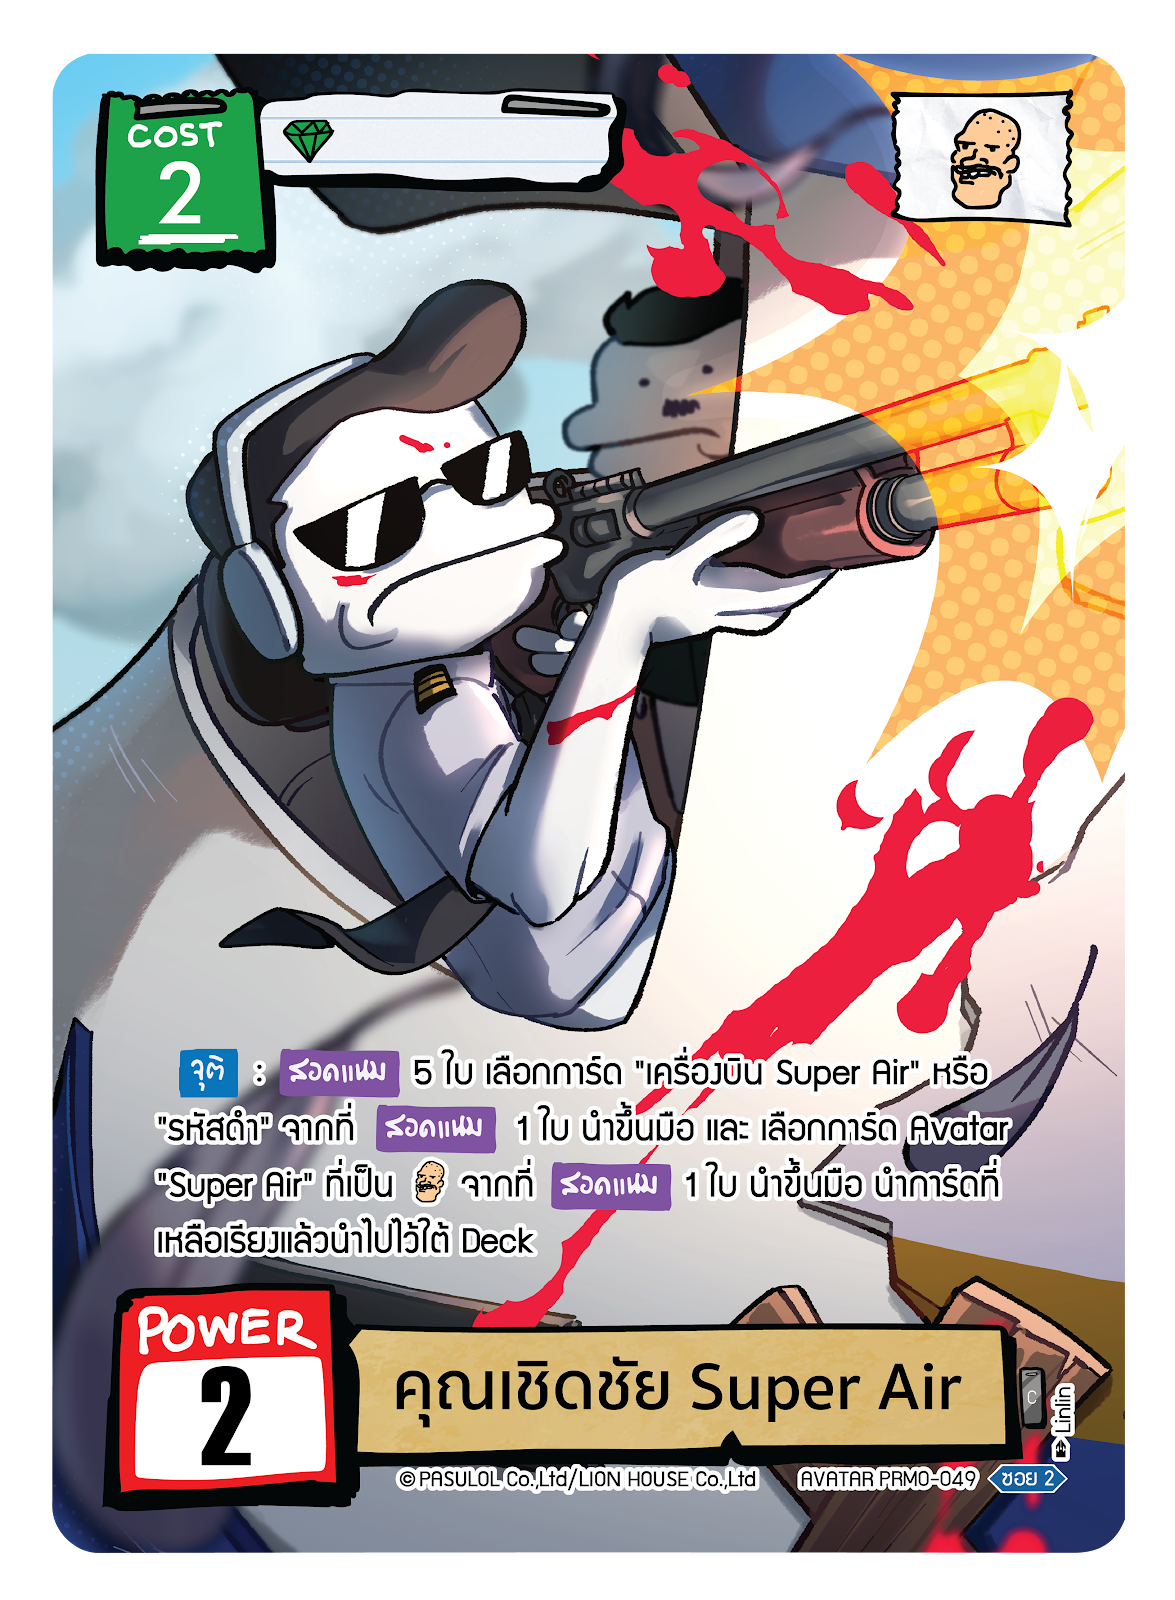 COST
2
จุติ : สอดแนม 5 ใบ เลือกการ์ด "เครื่องบิน Super Air" หรือ
"รหัสดำ" จากที่ สอดแนม 1 ใบ นำขึ้นมือ และ เลือกการ์ด Avatar
"Super Air" ที่เป็น จากที่ สอดแนม 1 ใบ นำขึ้นมือ นำการ์ดที่
เหลือเรียงแล้วนำไปไว้ใต้ Deck
POWER
2
คุณเชิดชัย Super Air
C
Linlin
© PASULOL Co.,Ltd/LION HOUSE Co.,Ltd AVATAR PRMO-049 ซอย 2